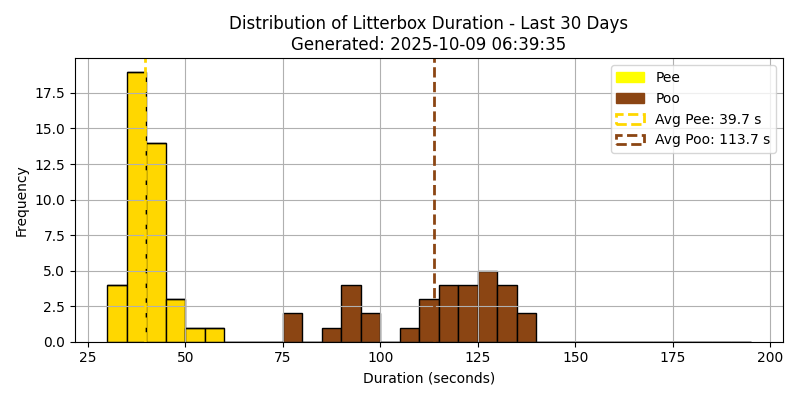 Distribution of Litterbox Duration - Last 30 Days
Generated: 2025-10-09 06:39:35
Pee
Poo
Avg Pee: 39.7 s
Avg Poo: 113.7 s
Frequency
17.5
15.0
12.5
10.0
7.5
5.0
2.5
0.0
25 50 75 100 125 150 175 200
Duration (seconds)